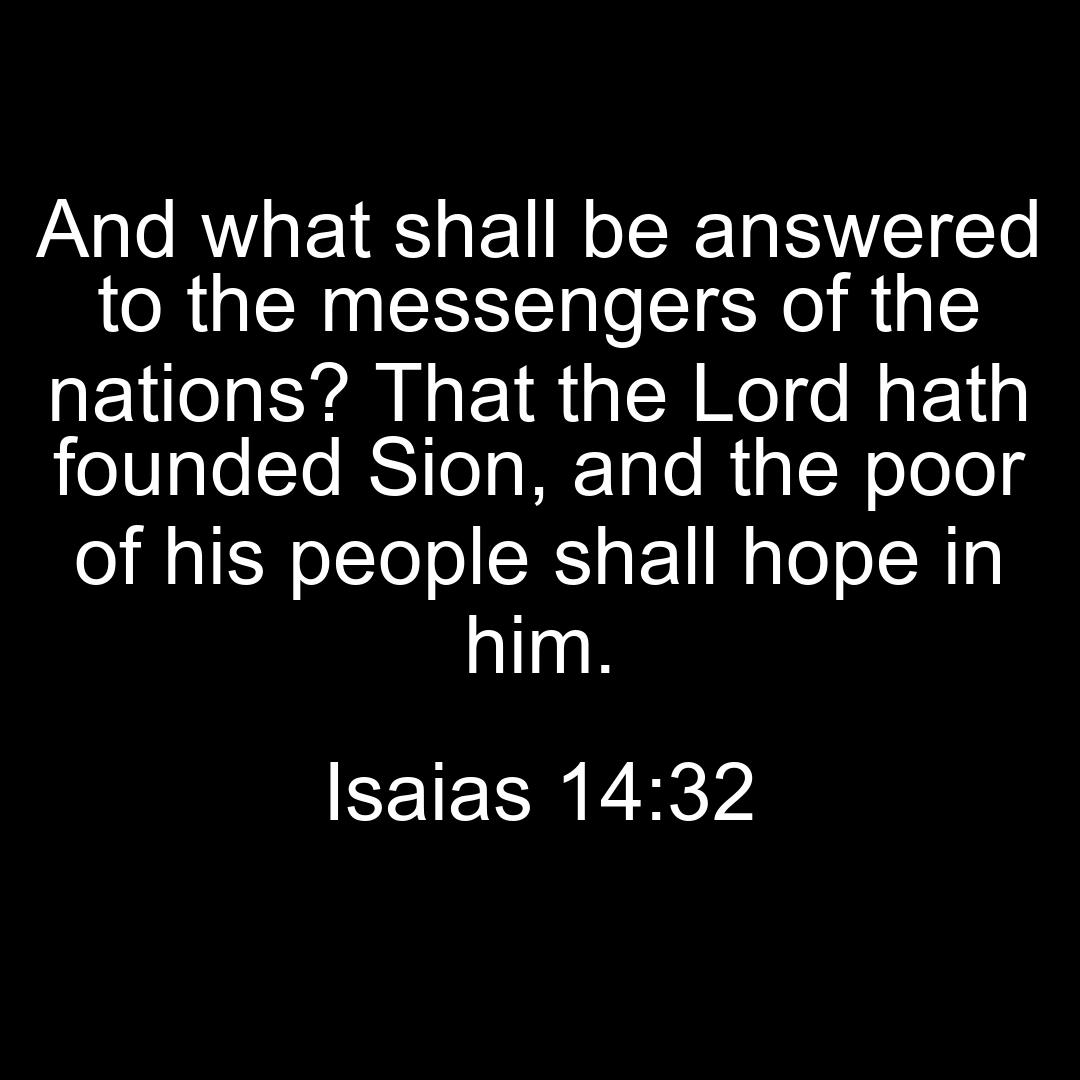 And what shall be answered
to the messengers of the
nations? That the Lord hath
founded Sion, and the poor
of his people shall hope in
him.
Isaias 14:32